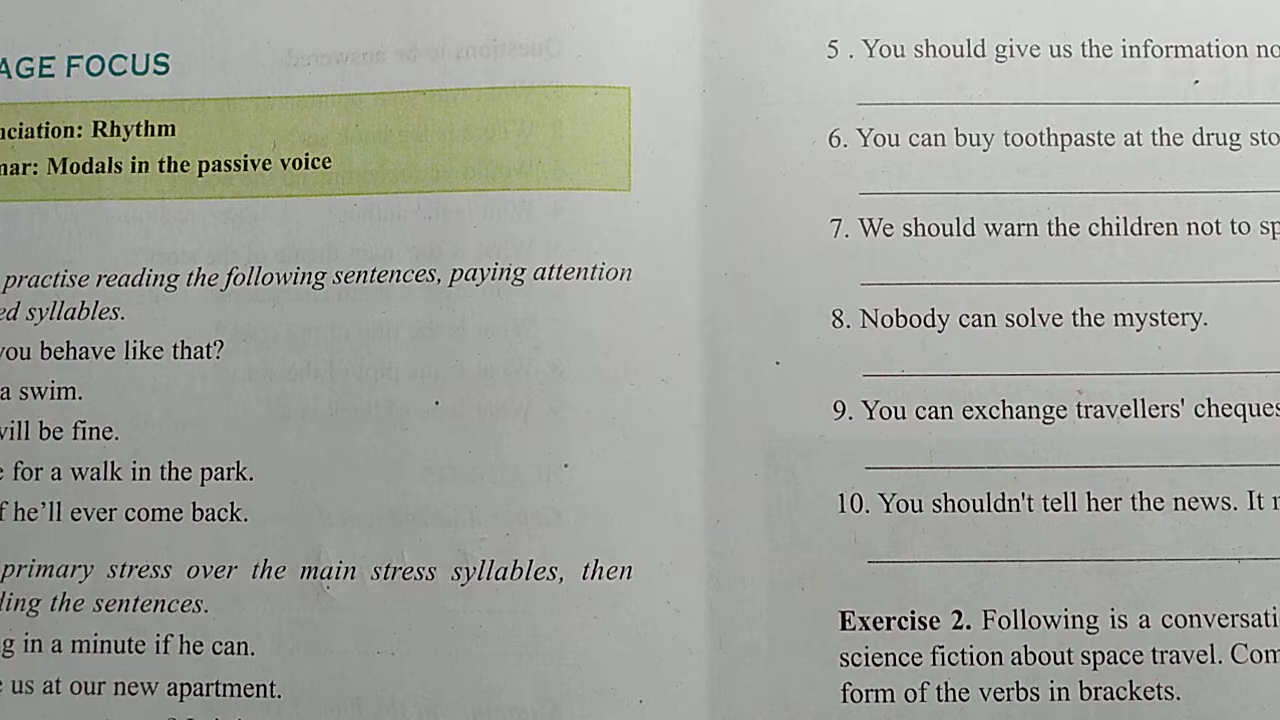 AGE FOCUS
nciation: Rhythm
nar: Modals in the passive voice
practise reading the following sentences, paying attention
ed syllables.
you behave like that?
a swim.
will be fine.
e for a walk in the park.
f he’ll ever come back.
primary stress over the main stress syllables, then
ding the sentences.
g in a minute if he can.
e us at our new apartment.
5 . You should give us the information no
6. You can buy toothpaste at the drug sto
7. We should warn the children not to sp
8. Nobody can solve the mystery.
9. You can exchange travellers' cheques
10. You shouldn't tell her the news. It
Exercise 2. Following is a conversati
science fiction about space travel. Com
form of the verbs in brackets.